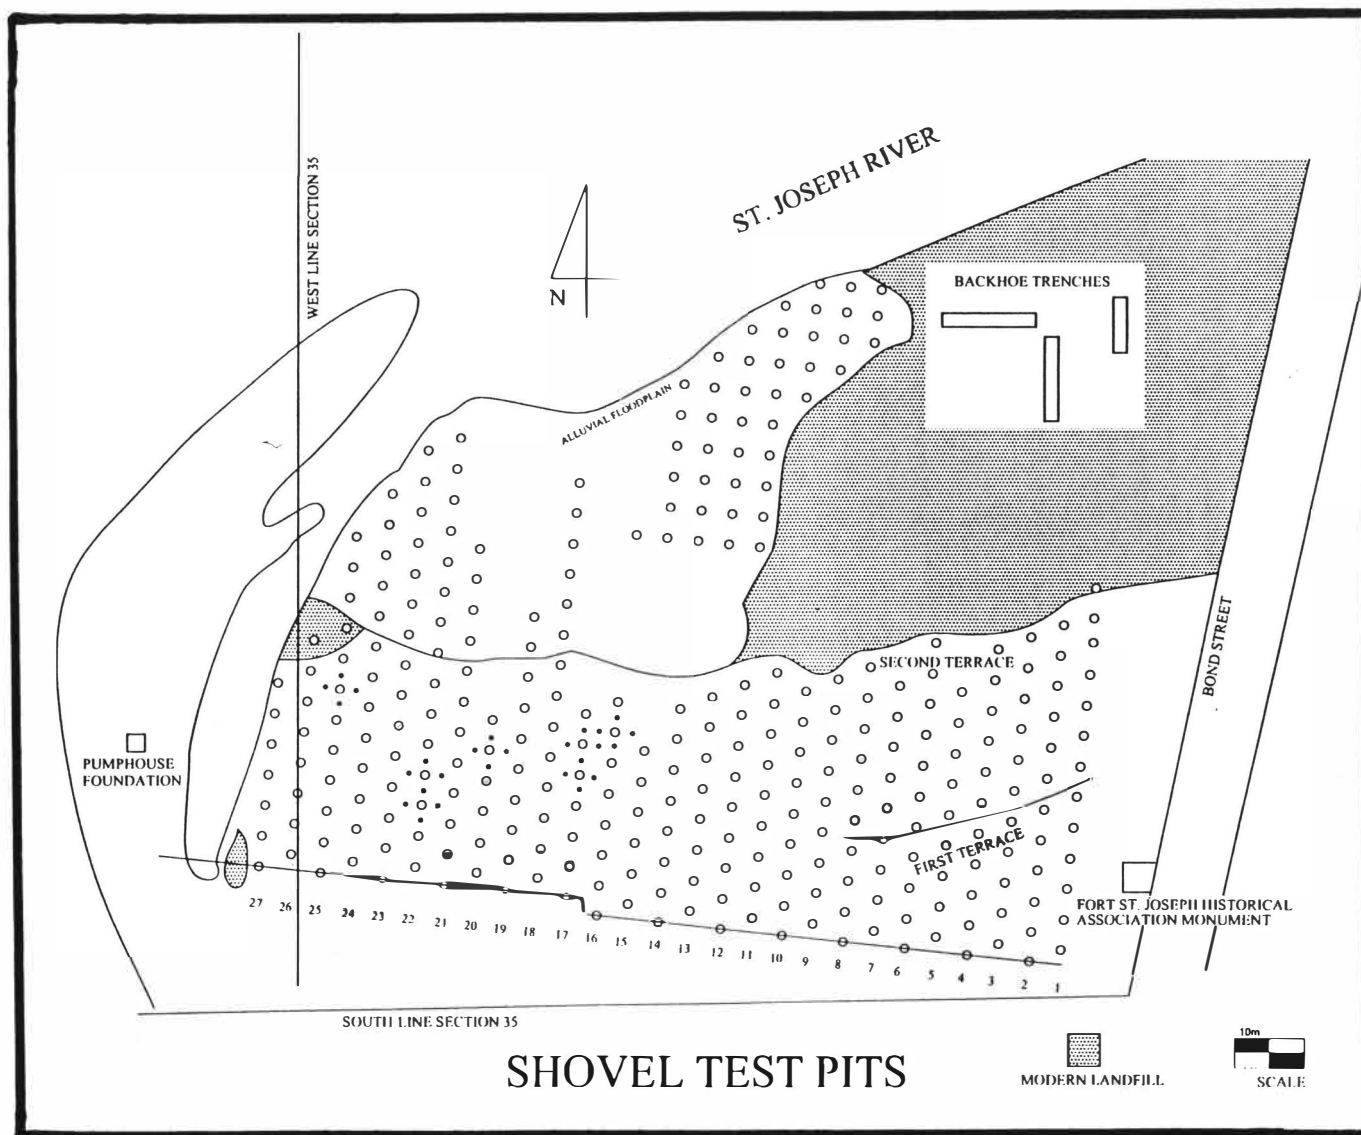 WEST LINE SECTION 35
ST. JOSEPH RIVER
BACKHOE TRENCHES
N
ALLUVIAL FLOODPLAIN
SECOND TERRACE
BOND STREET
PUMPHOUSE
FOUNDATION
FIRST TERRACE
FORT ST. JOSEPH HISTORICAL
ASSOCIATION MONUMENT
27 26 25 24 23 22 21 20 19 18 17 16 15 14 13 12 11 10 9 8 7 6 5 4 3 2 1
SOUTH LINE SECTION 35
SHOVEL TEST PITS
MODERN LANDFILL
10m
SCALE